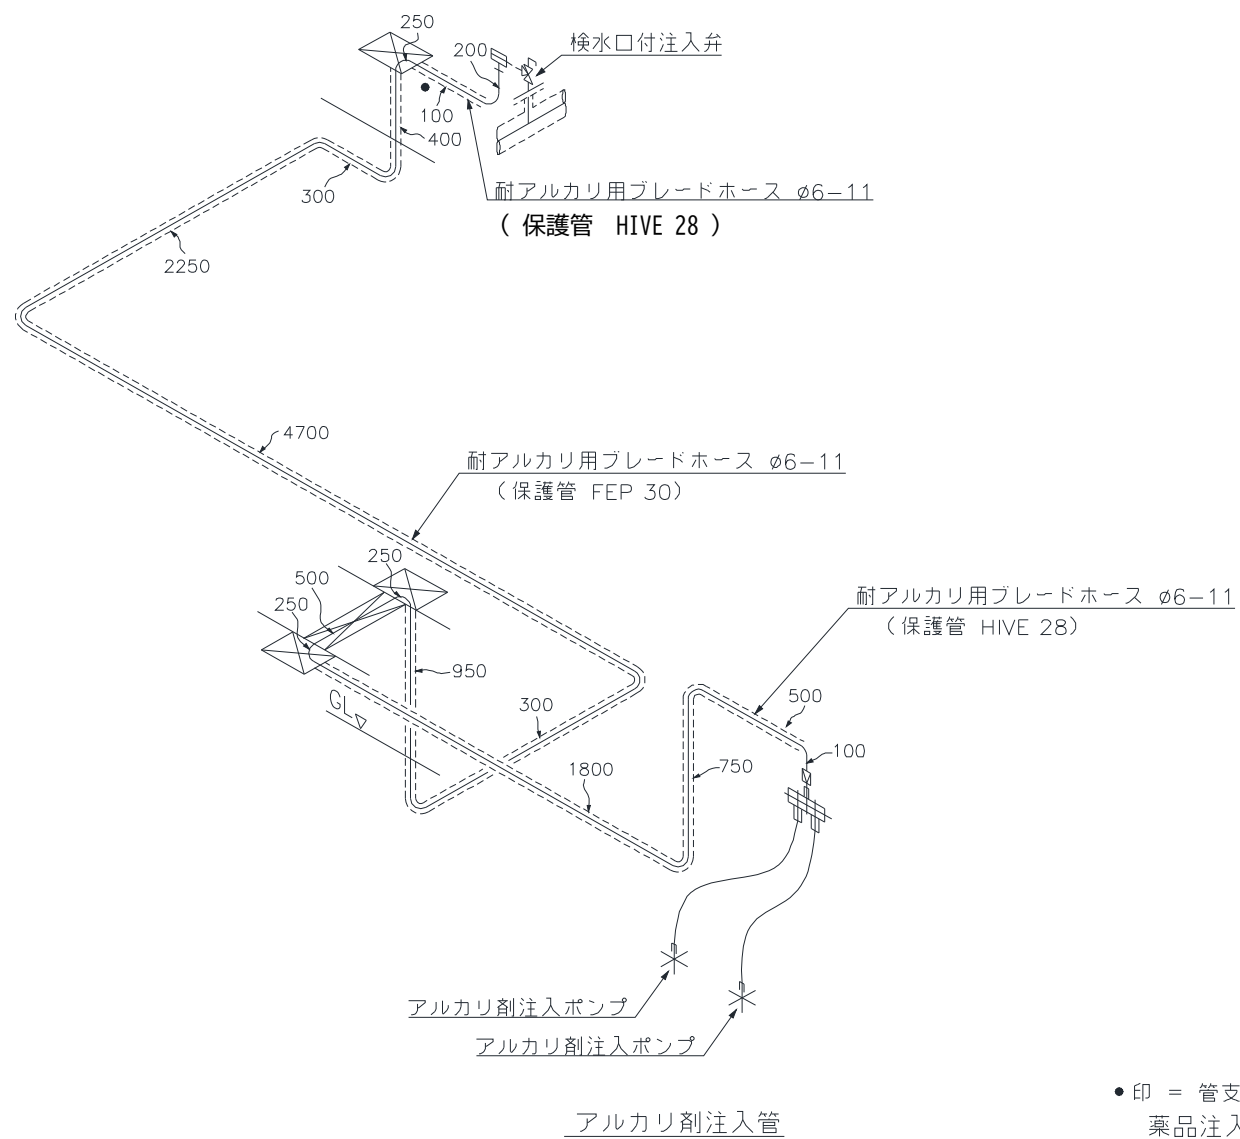 250
200
検水口付注入弁
100
400
300
耐アルカリ用ブレードホース ø6-11
( 保護管 HIVE 28 )
2250
4700
耐アルカリ用ブレードホース ø6-11
(保護管 FEP 30)
250
500
250
耐アルカリ用ブレードホース ø6-11
(保護管 HIVE 28)
950
GL
500
300
100
750
1800
アルカリ剤注入ポンプ
アルカリ剤注入ポンプ
●印 = 管支
アルカリ剤注入管
薬品注入